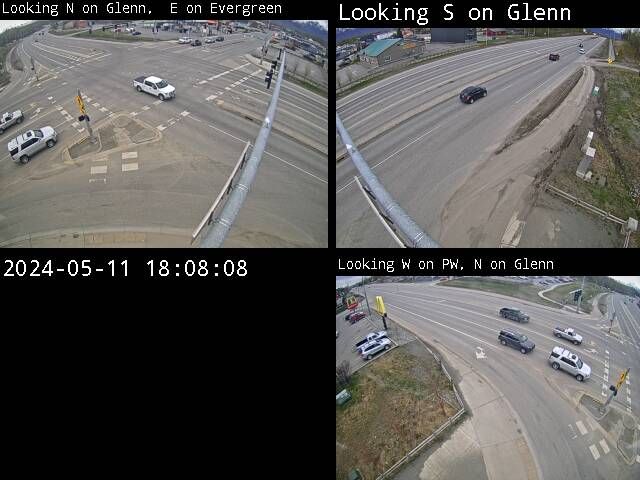 Looking N on Glenn,  E on Evergreen
Looking S on Glenn
2024-05-11 18:08:08
Looking W on PW, N on Glenn